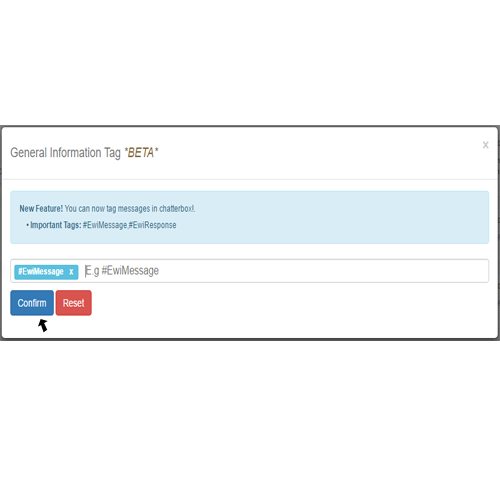 General Information Tag *BETA*
x
New Feature! You can now tag messages in chatterbox!.
• Important Tags: #EwiMessage,#EwiResponse
#EwiMessage x E.g #EwiMessage
Confirm Reset